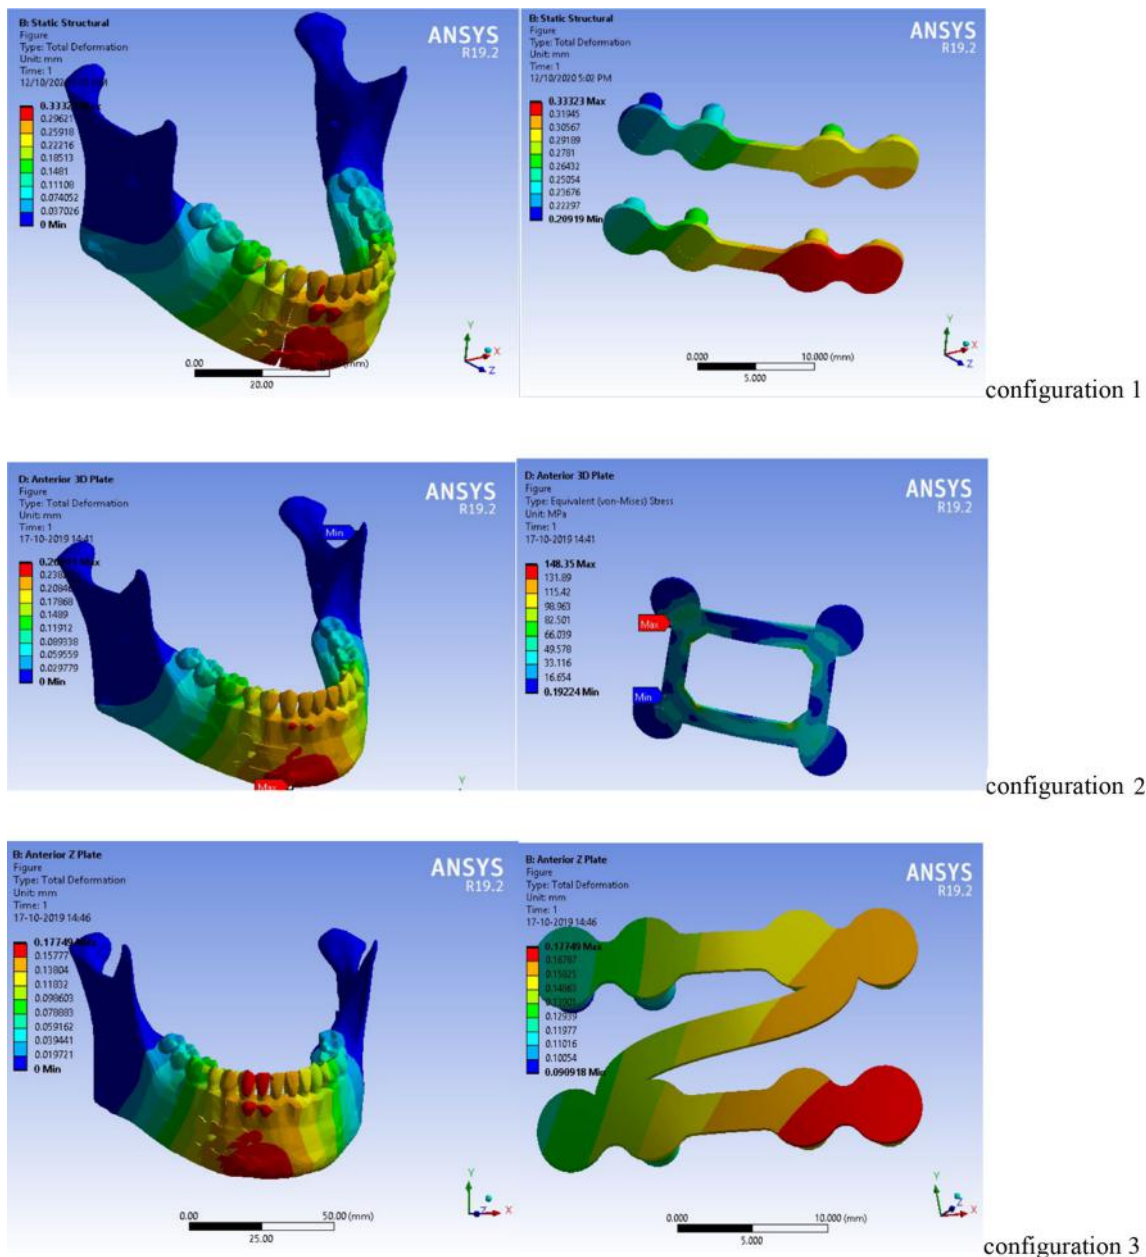 B: Static Structural
Figure
Type: Total Deformation
Unit: mm
Time: 1
ANSYS
R19.2
0.29621
0.25918
0.22216
0.18513
0.1481
0.11108
0.074052
0.037026
0 Min
0.00
(mm)
20.00
Y
X
Z
B: Static Structural
Figure
Type: Total Deformation
Unit: mm
Time: 1
12/10/2020 5:02 PM
ANSYS
R19.2
0.33323 Max
0.31945
0.30567
0.29189
0.2781
0.26432
0.25054
0.23676
0.22297
0.20919 Min
0.000
10.000 (mm)
5.000
Y
X
Z
configuration 1
D: Anterior 3D Plate
Figure
Type: Total Deformation
Unit: mm
Time: 1
17-10-2019 14:41
ANSYS
R19.2
Min
Max
0.17868
0.1489
0.11912
0.089338
0.059559
0.029779
0 Min
Max
Y
D: Anterior 3D Plate
Figure
Type: Equivalent (von-Mises) Stress
Unit: MPa
Time: 1
17-10-2019 14:41
ANSYS
R19.2
148.35 Max
131.89
115.42
98.963
82.501
66.039
49.578
33.116
16.654
0.19224 Min
Max
Min
configuration 2
B: Anterior Z Plate
Figure
Type: Total Deformation
Unit: mm
Time: 1
17-10-2019 14:46
ANSYS
R19.2
0.17749 Max
0.15777
0.13804
0.11832
0.098603
0.078883
0.059162
0.039441
0.019721
0 Min
0.00
50.00 (mm)
25.00
Y
Z
X
B: Anterior Z Plate
Figure
Type: Total Deformation
Unit: mm
Time: 1
17-10-2019 14:46
ANSYS
R19.2
0.17749 Max
0.16787
0.15825
0.14863
0.12939
0.11977
0.11016
0.10054
0.090918 Min
0.000
10.000 (mm)
5.000
Y
X
Z
configuration 3